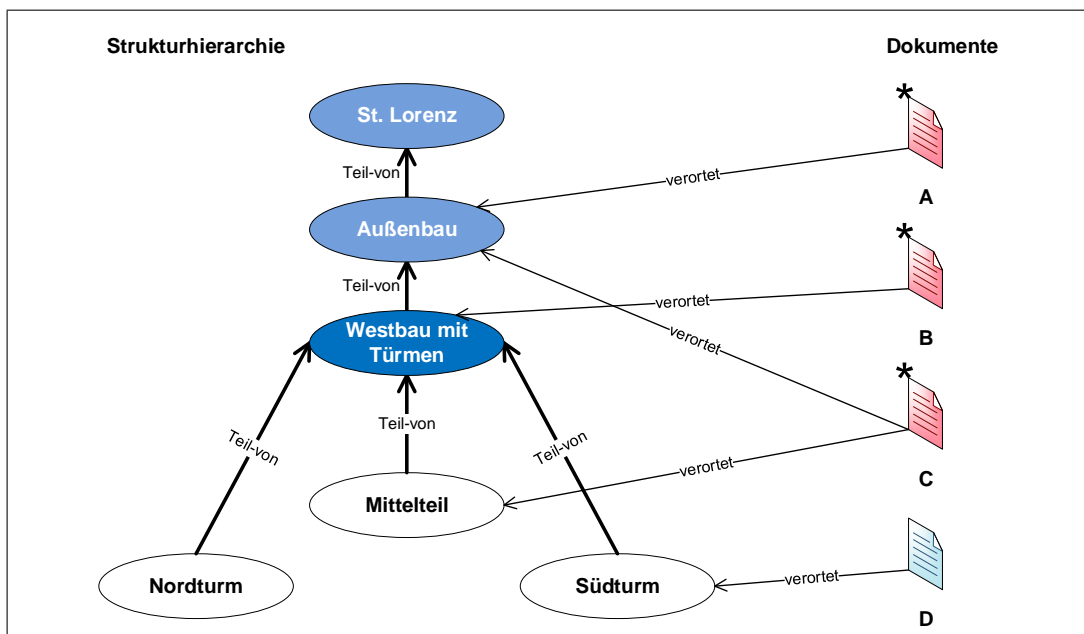 Strukturhierarchie
Dokumente
St. Lorenz
*
Teil-von
verortet
A
Außenbau
*
Teil-von
verortet
B
Westbau mit
Türmen
verortet
*
Teil-von
Teil-von
Teil-von
verortet
C
Mittelteil
Nordturm
Südturm
verortet
D